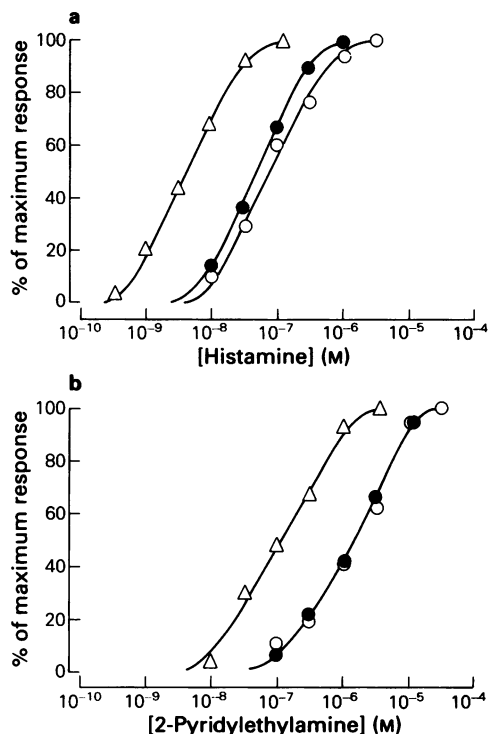 a
% of maximum response
100
80
60
40
20
0
10⁻¹⁰ 10⁻⁹ 10⁻⁸ 10⁻⁷ 10⁻⁶ 10⁻⁵ 10⁻⁴
[Histamine] (M)
b
% of maximum response
100
80
60
40
20
0
10⁻¹⁰ 10⁻⁹ 10⁻⁸ 10⁻⁷ 10⁻⁶ 10⁻⁵ 10⁻⁴
[2-Pyridylethylamine] (M)